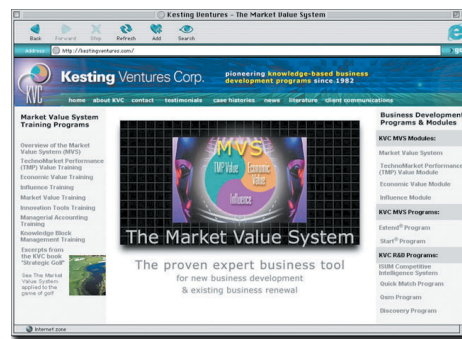 Kesting Ventures - The Market Value System
Back
Forward
Stop
Refresh
Home
Search
Address
http://kestingventures.com/
KVC
Kesting Ventures Corp.
pioneering knowledge-based business
development programs since 1982
home about KVC contact testimonials case histories news literature client communications
Market Value System
Training Programs
Overview of the Market
Value System (MVS)
TechnoMarket Performance
(TMP) Value Training
Economic Value Training
Influence Training
Market Value Training
Innovation Tools Training
Managerial Accounting
Training
Knowledge Block
Management Training
Excerpts from
the KVC book
"Strategic Golf"
See The Market
Value System
applied to the
game of golf
MVS
TMP Value
Economic
Value
Influence
The Market Value System
The proven expert business tool
for new business development
& existing business renewal
Business Development
Programs & Modules
KVC MVS Modules:
Market Value System
TechnoMarket Performance
(TMP) Value Module
Economic Value Module
Influence Module
KVC MVS Programs:
Extend® Program
Start® Program
KVC R&D Programs:
ISUM Competitive
Intelligence System
Quick Match Program
Gem Program
Discovery Program
Internet zone